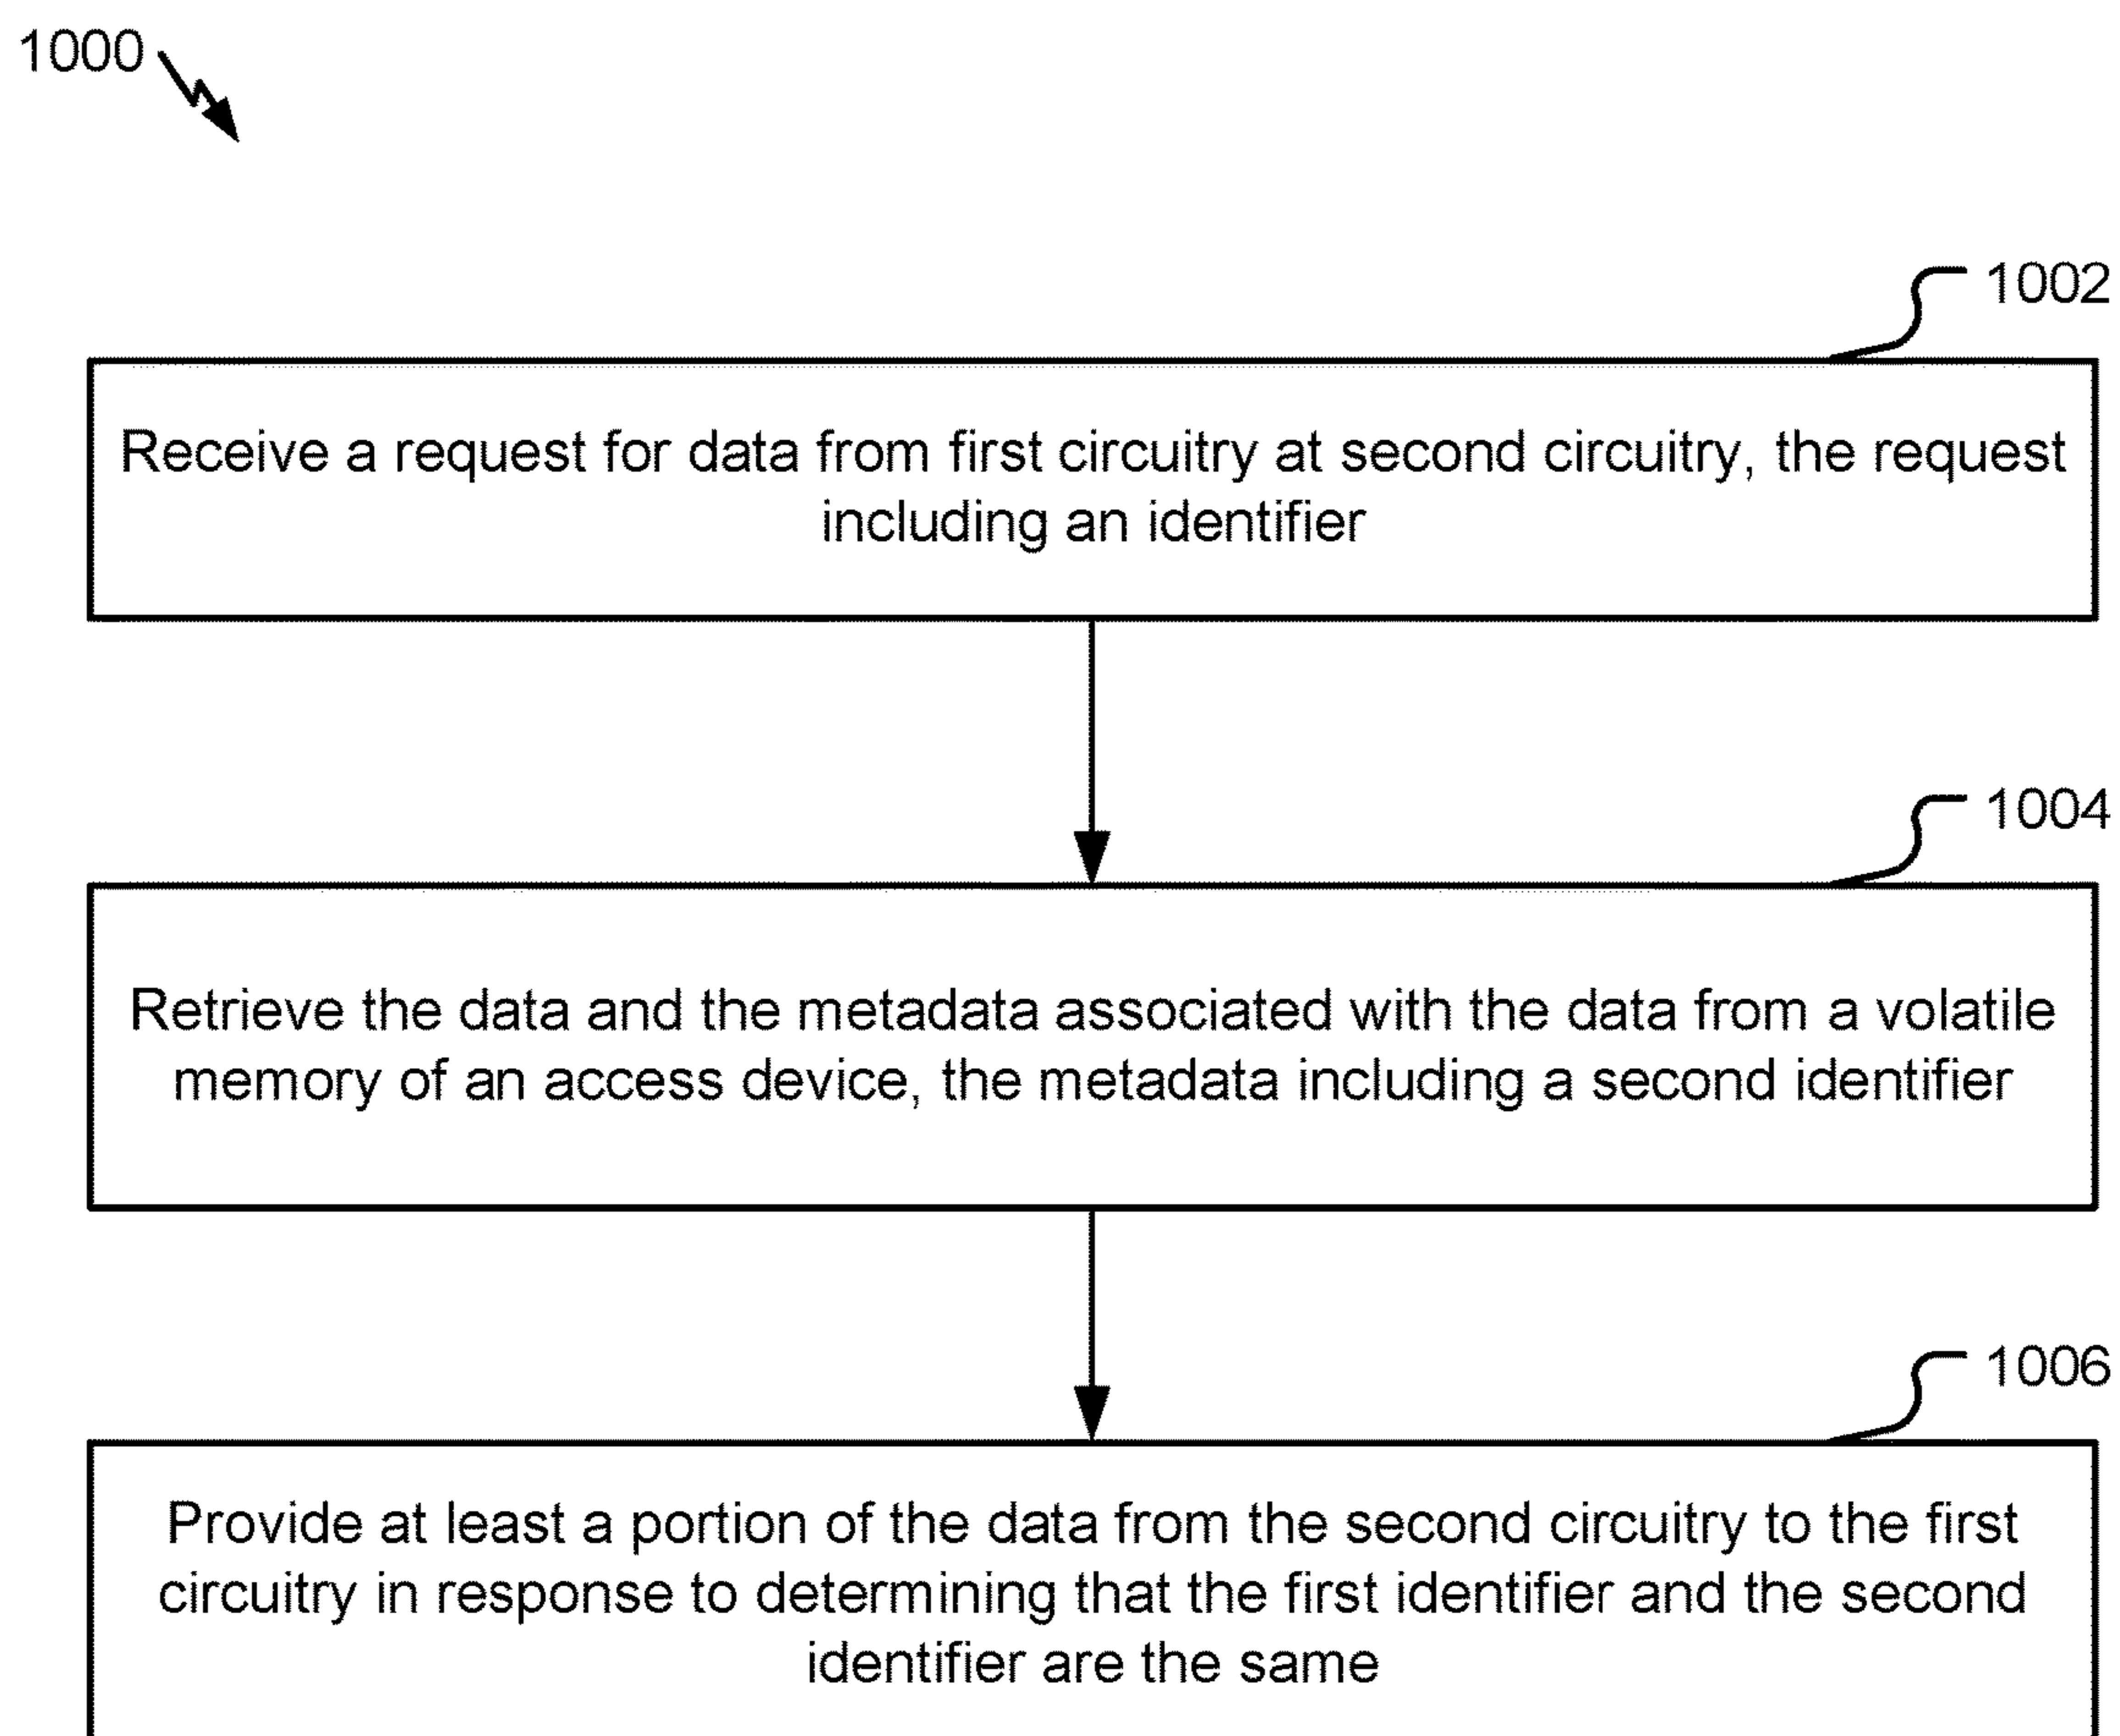 1000
1002
Receive a request for data from first circuitry at second circuitry, the request
including an identifier
1004
Retrieve the data and the metadata associated with the data from a volatile
memory of an access device, the metadata including a second identifier
1006
Provide at least a portion of the data from the second circuitry to the first
circuitry in response to determining that the first identifier and the second
identifier are the same